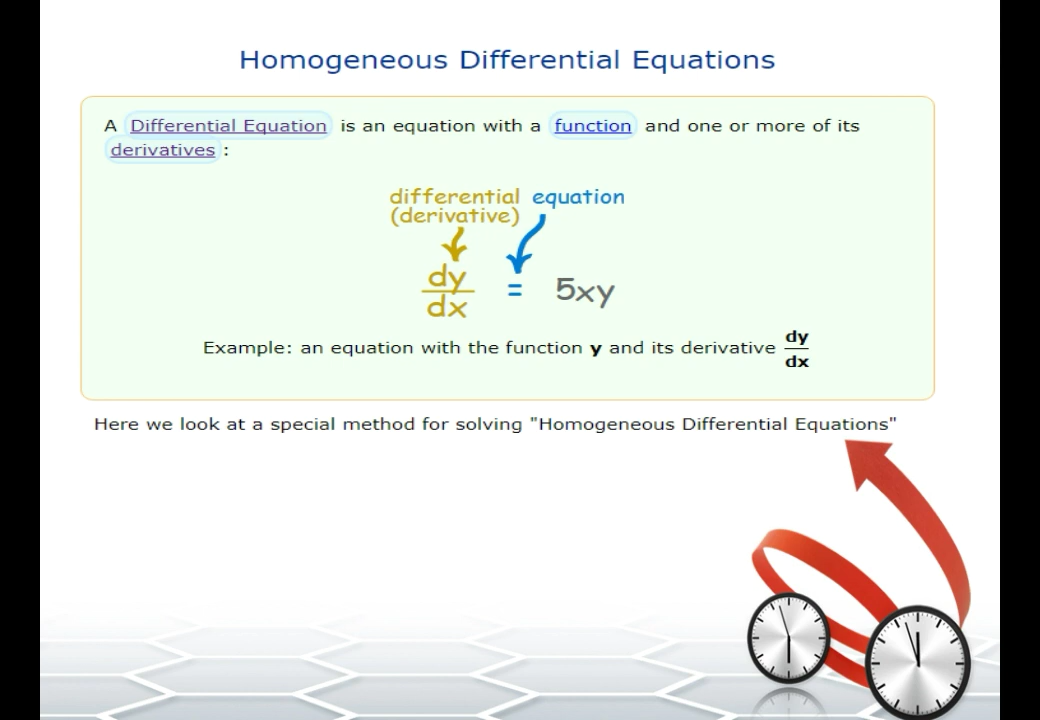 Homogeneous Differential Equations
A Differential Equation is an equation with a function and one or more of its
derivatives :
differential equation
(derivative)
dy
dx
= 5xy
Example: an equation with the function y and its derivative dy
dx
Here we look at a special method for solving "Homogeneous Differential Equations"